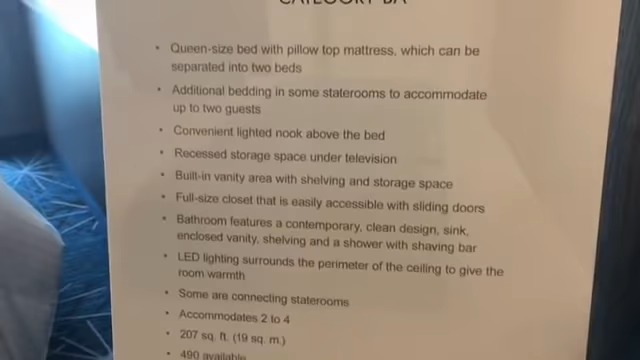 CATEGORY BA
• Queen-size bed with pillow top mattress, which can be
separated into two beds
• Additional bedding in some staterooms to accommodate
up to two guests
• Convenient lighted nook above the bed
• Recessed storage space under television
• Built-in vanity area with shelving and storage space
• Full-size closet that is easily accessible with sliding doors
• Bathroom features a contemporary, clean design, sink,
enclosed vanity, shelving and a shower with shaving bar
• LED lighting surrounds the perimeter of the ceiling to give the
room warmth
• Some are connecting staterooms
• Accommodates 2 to 4
• 207 sq. ft. (19 sq. m.)
• 490 available